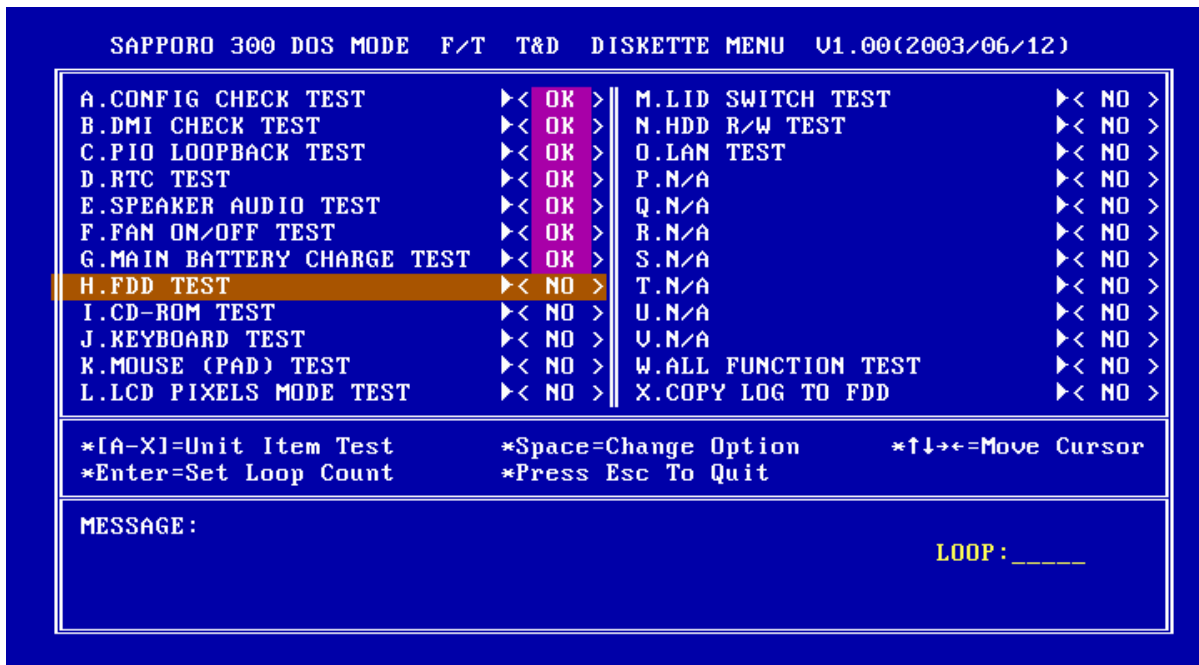 SAPPORO 300 DOS MODE F/T T&D DISKETTE MENU V1.00(2003/06/12)
A.CONFIG CHECK TEST ►< OK >
B.DMI CHECK TEST ►< OK >
C.PIO LOOPBACK TEST ►< OK >
D.RTC TEST ►< OK >
E.SPEAKER AUDIO TEST ►< OK >
F.FAN ON/OFF TEST ►< OK >
G.MAIN BATTERY CHARGE TEST ►< OK >
H.FDD TEST ►< NO >
I.CD-ROM TEST ►< NO >
J.KEYBOARD TEST ►< NO >
K.MOUSE (PAD) TEST ►< NO >
L.LCD PIXELS MODE TEST ►< NO >
M.LID SWITCH TEST ►< NO >
N.HDD R/W TEST ►< NO >
O.LAN TEST ►< NO >
P.N/A ►< NO >
Q.N/A ►< NO >
R.N/A ►< NO >
S.N/A ►< NO >
T.N/A ►< NO >
U.N/A ►< NO >
V.N/A ►< NO >
W.ALL FUNCTION TEST ►< NO >
X.COPY LOG TO FDD ►< NO >
*[A-X]=Unit Item Test *Space=Change Option *↑↓→←=Move Cursor
*Enter=Set Loop Count *Press Esc To Quit
MESSAGE:
LOOP:_____